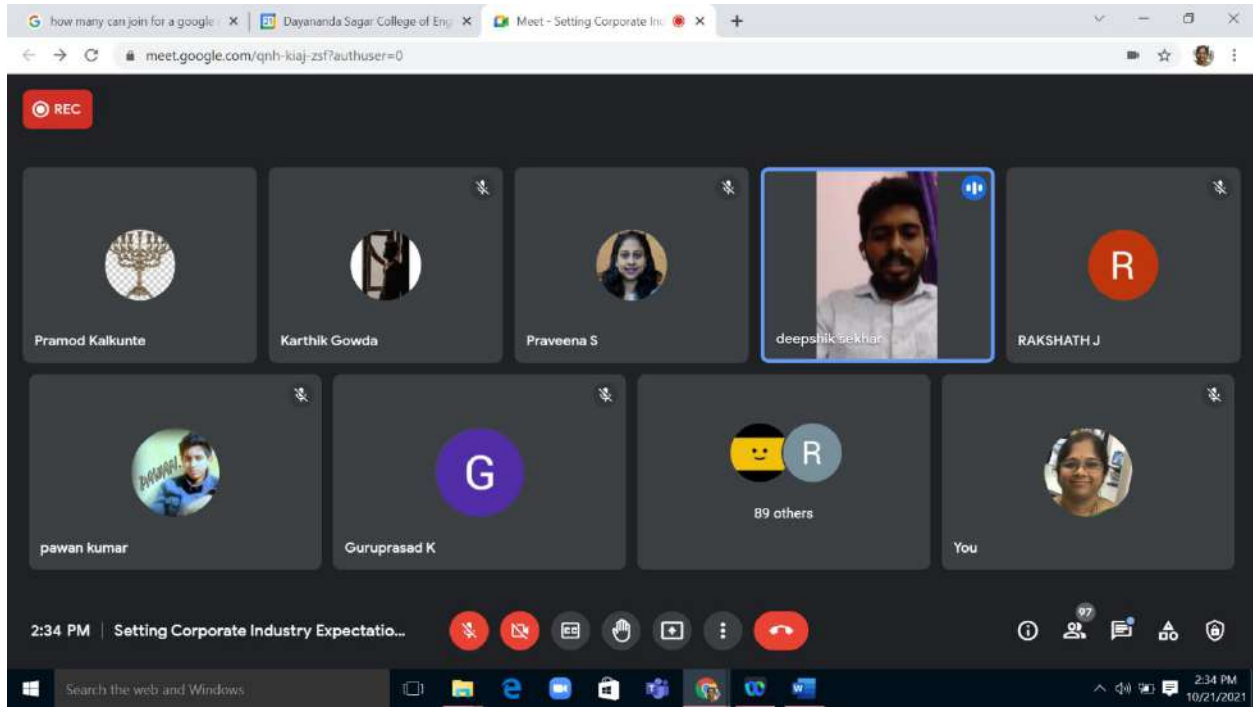 how many can join for a google
Dayananda Sagar College of Eng
Meet - Setting Corporate Inc
meet.google.com/qnh-kiaj-zsf?authuser=0
REC
Pramod Kalkunte
Karthik Gowda
Praveena S
deepshik sekhar
R
RAKSHATH J
PAWAN.
pawan kumar
G
Guruprasad K
R
89 others
You
2:34 PM | Setting Corporate Industry Expectatio...
CC
97
Search the web and Windows
2:34 PM
10/21/2021